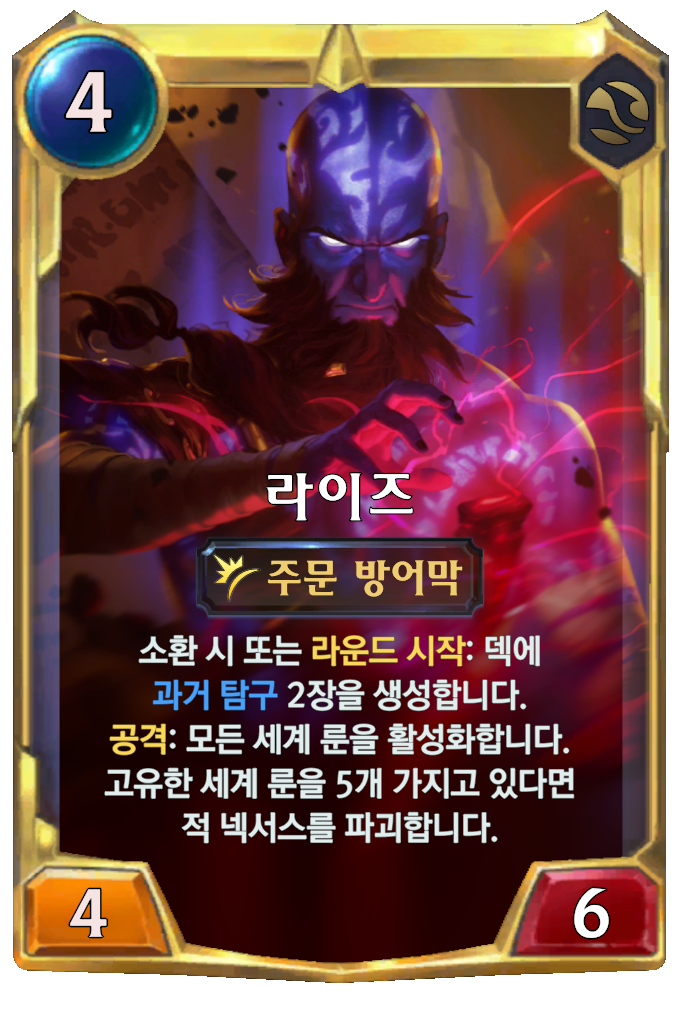 4
라이즈
주문 방어막
소환 시 또는 라운드 시작: 덱에
과거 탐구 2장을 생성합니다.
공격: 모든 세계 룬을 활성화합니다.
고유한 세계 룬을 5개 가지고 있다면
적 넥서스를 파괴합니다.
4
6